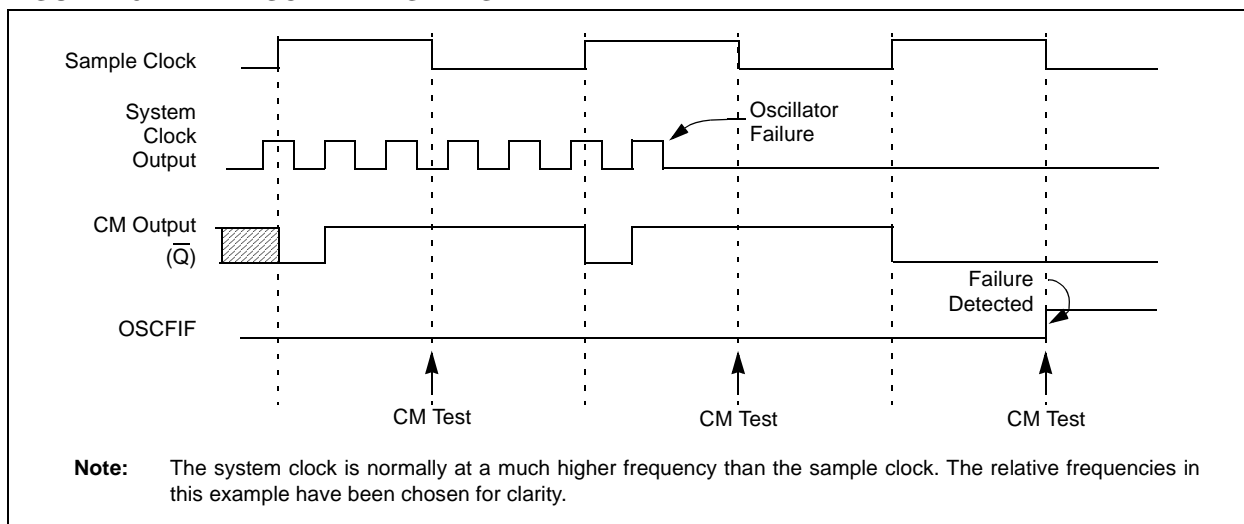 Sample Clock
System
Clock
Output
Oscillator
Failure
CM Output
(Q̅)
Failure
Detected
OSCFIF
CM Test
CM Test
CM Test
Note: The system clock is normally at a much higher frequency than the sample clock. The relative frequencies in
this example have been chosen for clarity.